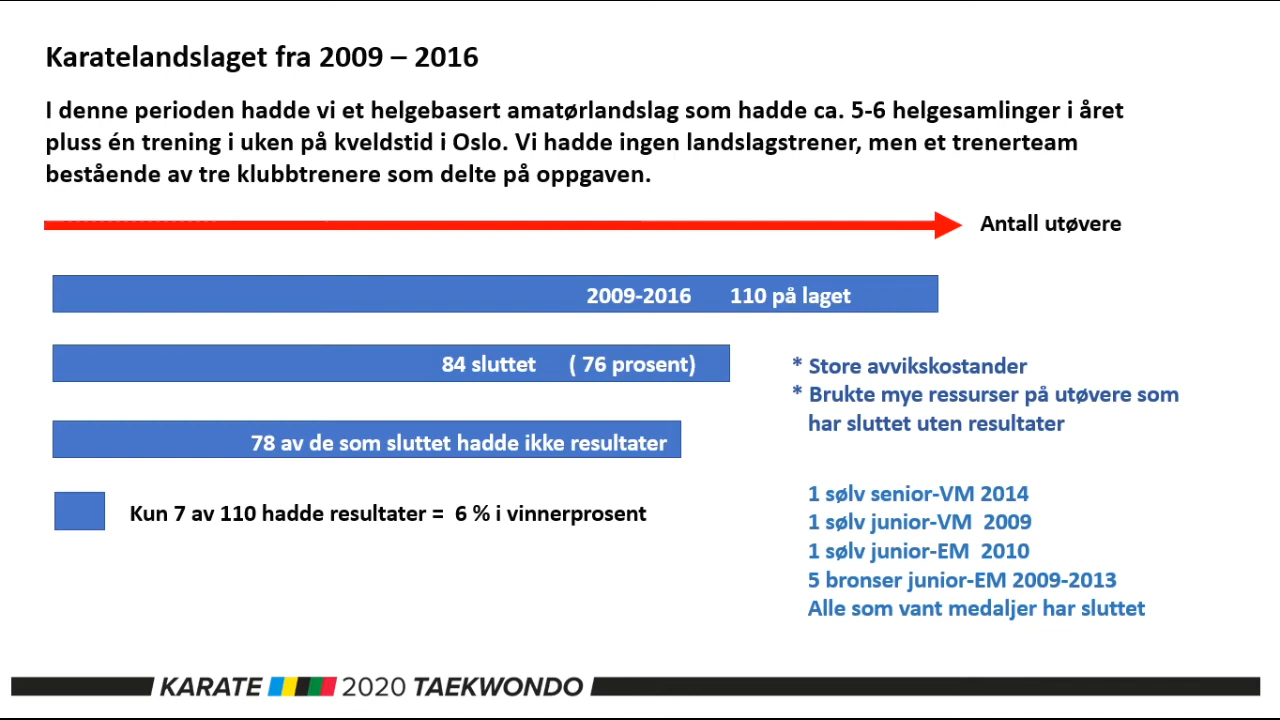 Karatelandslaget fra 2009 – 2016
I denne perioden hadde vi et helgebasert amatørlandslag som hadde ca. 5-6 helgesamlinger i året
pluss én trening i uken på kveldstid i Oslo. Vi hadde ingen landslagstrener, men et trenerteam
bestående av tre klubbtrenere som delte på oppgaven.
Antall utøvere
2009-2016 110 på laget
84 sluttet ( 76 prosent)
* Store avvikskostander
* Brukte mye ressurser på utøvere som
har sluttet uten resultater
78 av de som sluttet hadde ikke resultater
Kun 7 av 110 hadde resultater = 6 % i vinnerprosent
1 sølv senior-VM 2014
1 sølv junior-VM 2009
1 sølv junior-EM 2010
5 bronser junior-EM 2009-2013
Alle som vant medaljer har sluttet
KARATE 2020 TAEKWONDO